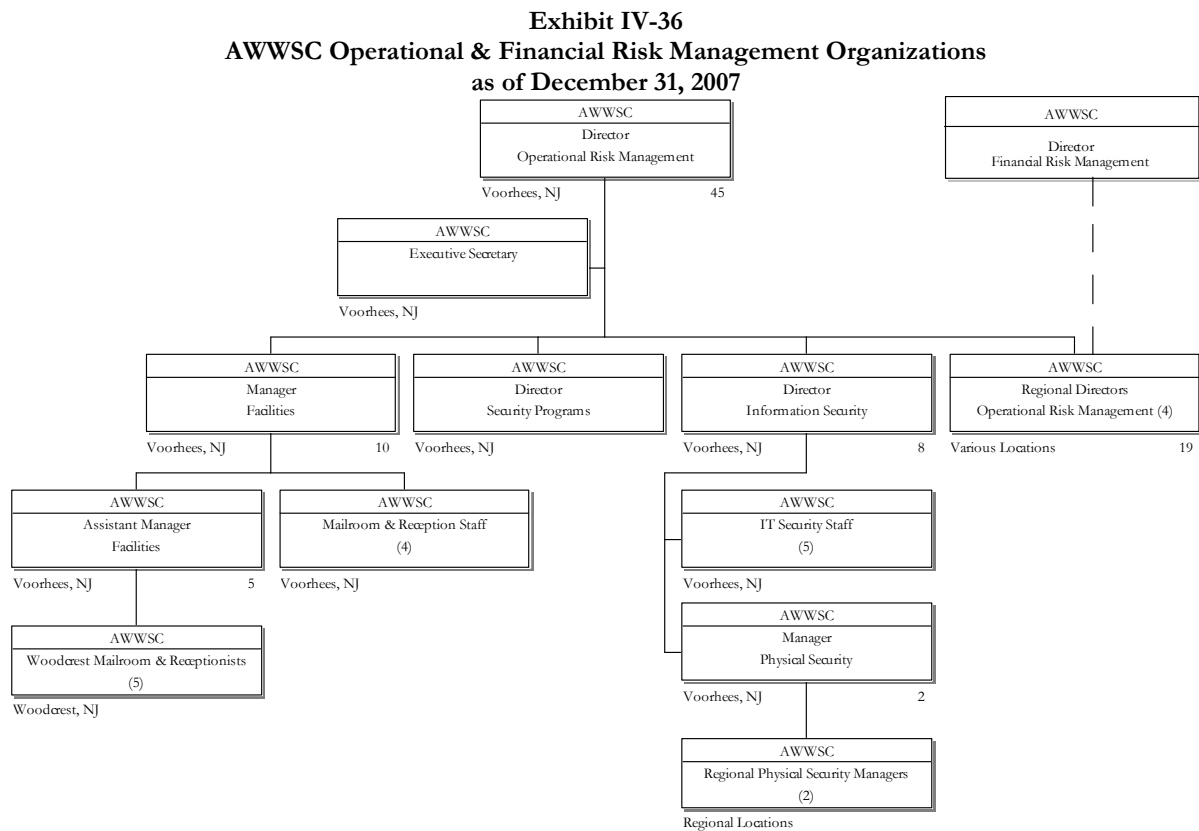 Exhibit IV-36
AWWSC Operational & Financial Risk Management Organizations
as of December 31, 2007
AWWSC
Director
Operational Risk Management
Voorhees, NJ 45
AWWSC
Director
Financial Risk Management
AWWSC
Executive Secretary
Voorhees, NJ
AWWSC
Manager
Facilities
Voorhees, NJ 10
AWWSC
Director
Security Programs
Voorhees, NJ
AWWSC
Director
Information Security
Voorhees, NJ 8
AWWSC
Regional Directors
Operational Risk Management (4)
Various Locations 19
AWWSC
Assistant Manager
Facilities
Voorhees, NJ 5
AWWSC
Mailroom & Reception Staff
(4)
Voorhees, NJ
AWWSC
IT Security Staff
(5)
Voorhees, NJ
AWWSC
Woodcrest Mailroom & Receptionists
(5)
Woodcrest, NJ
AWWSC
Manager
Physical Security
Voorhees, NJ 2
AWWSC
Regional Physical Security Managers
(2)
Regional Locations